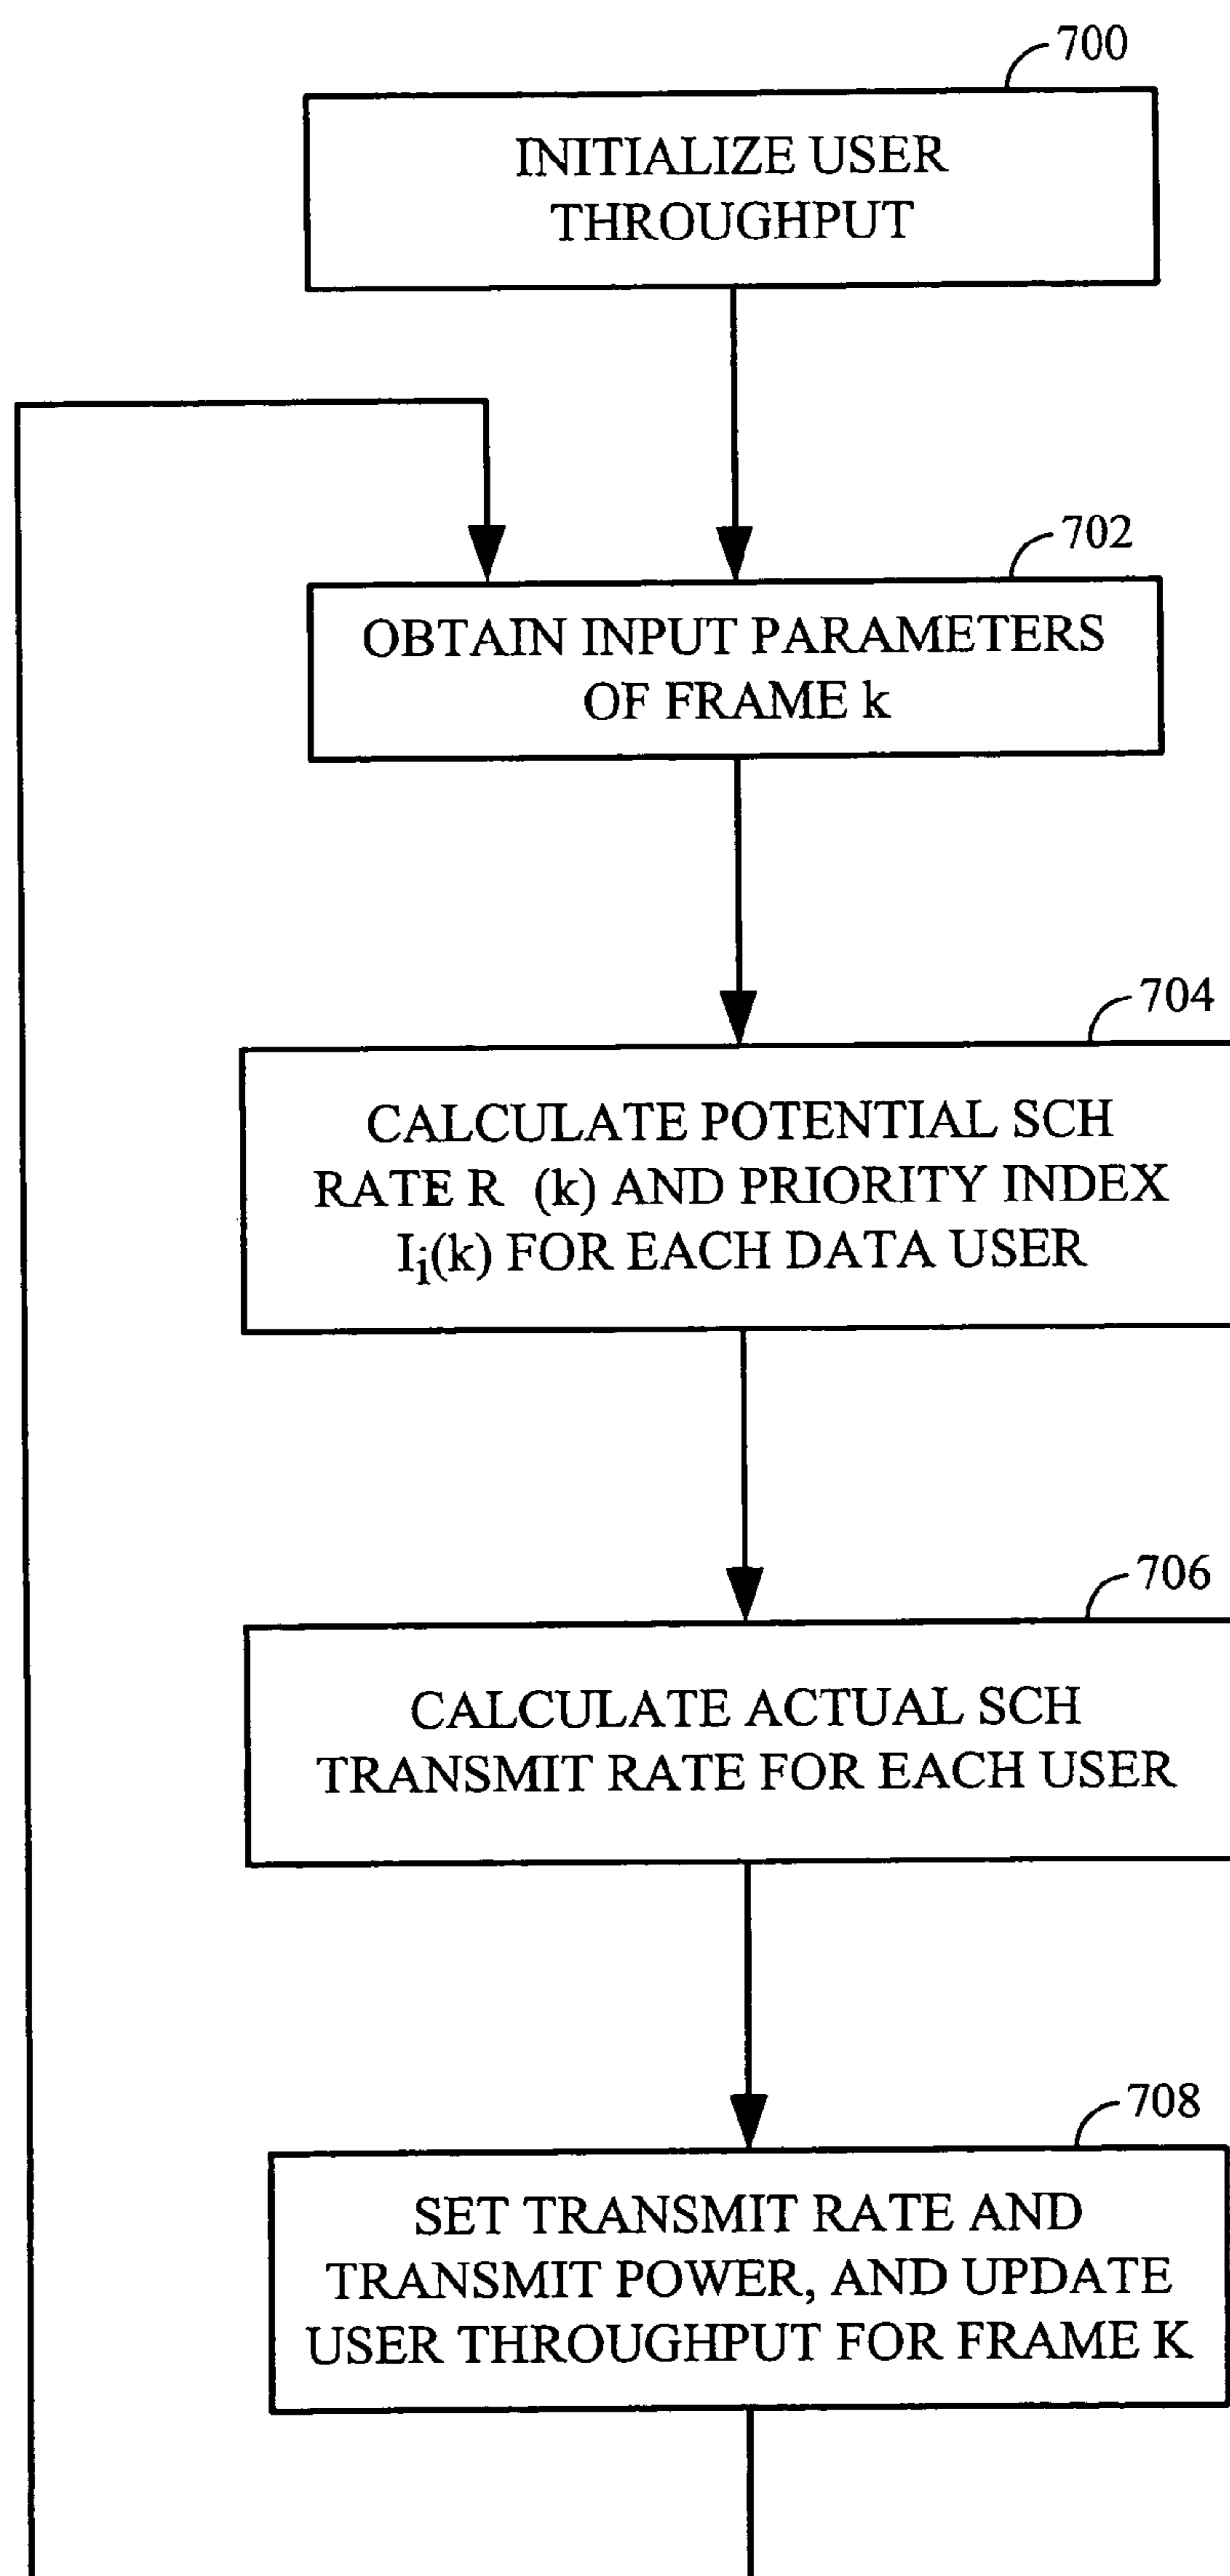 700
INITIALIZE USER
THROUGHPUT
702
OBTAIN INPUT PARAMETERS
OF FRAME k
704
CALCULATE POTENTIAL SCH
RATE R (k) AND PRIORITY INDEX
Ii(k) FOR EACH DATA USER
706
CALCULATE ACTUAL SCH
TRANSMIT RATE FOR EACH USER
708
SET TRANSMIT RATE AND
TRANSMIT POWER, AND UPDATE
USER THROUGHPUT FOR FRAME K